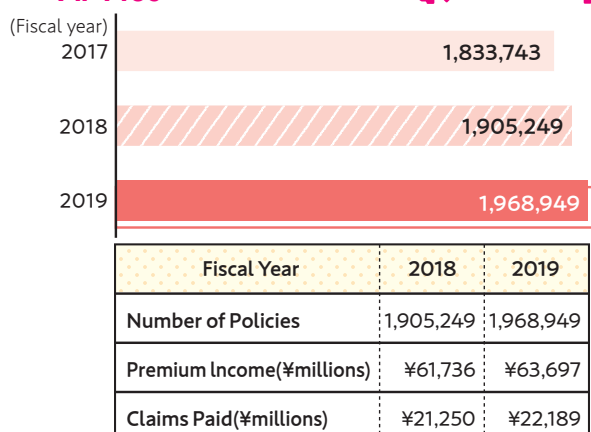 (Fiscal year)
2017 1,833,743
2018 1,905,249
2019 1,968,949
Fiscal Year 2018 2019
Number of Policies 1,905,249 1,968,949
Premium Income(¥millions) ¥61,736 ¥63,697
Claims Paid(¥millions) ¥21,250 ¥22,189